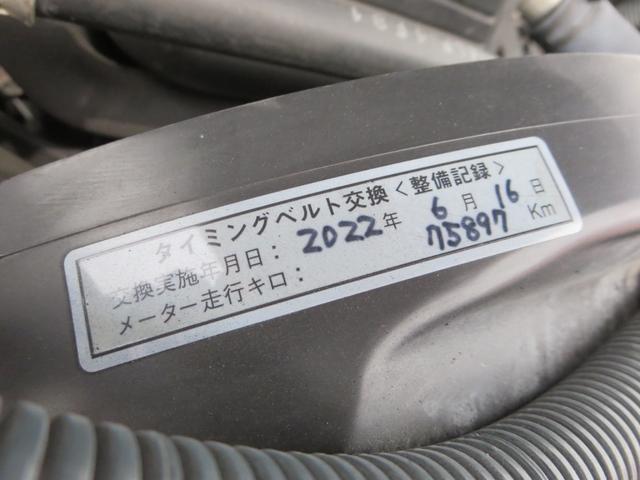 タイミングベルト交換<整備記録>
交換実施年月日：2022年 6月 16日
メーター走行キロ： 75897 Km